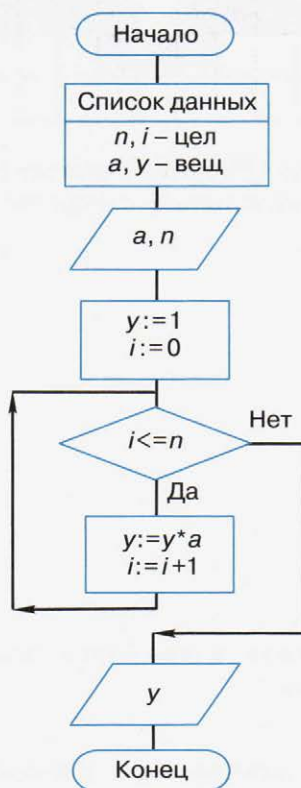 Начало
Список данных
n, i – цел
a, y – вещ
a, n
y:=1
i:=0
i<=n
Нет
Да
y:=y*a
i:=i+1
y
Конец